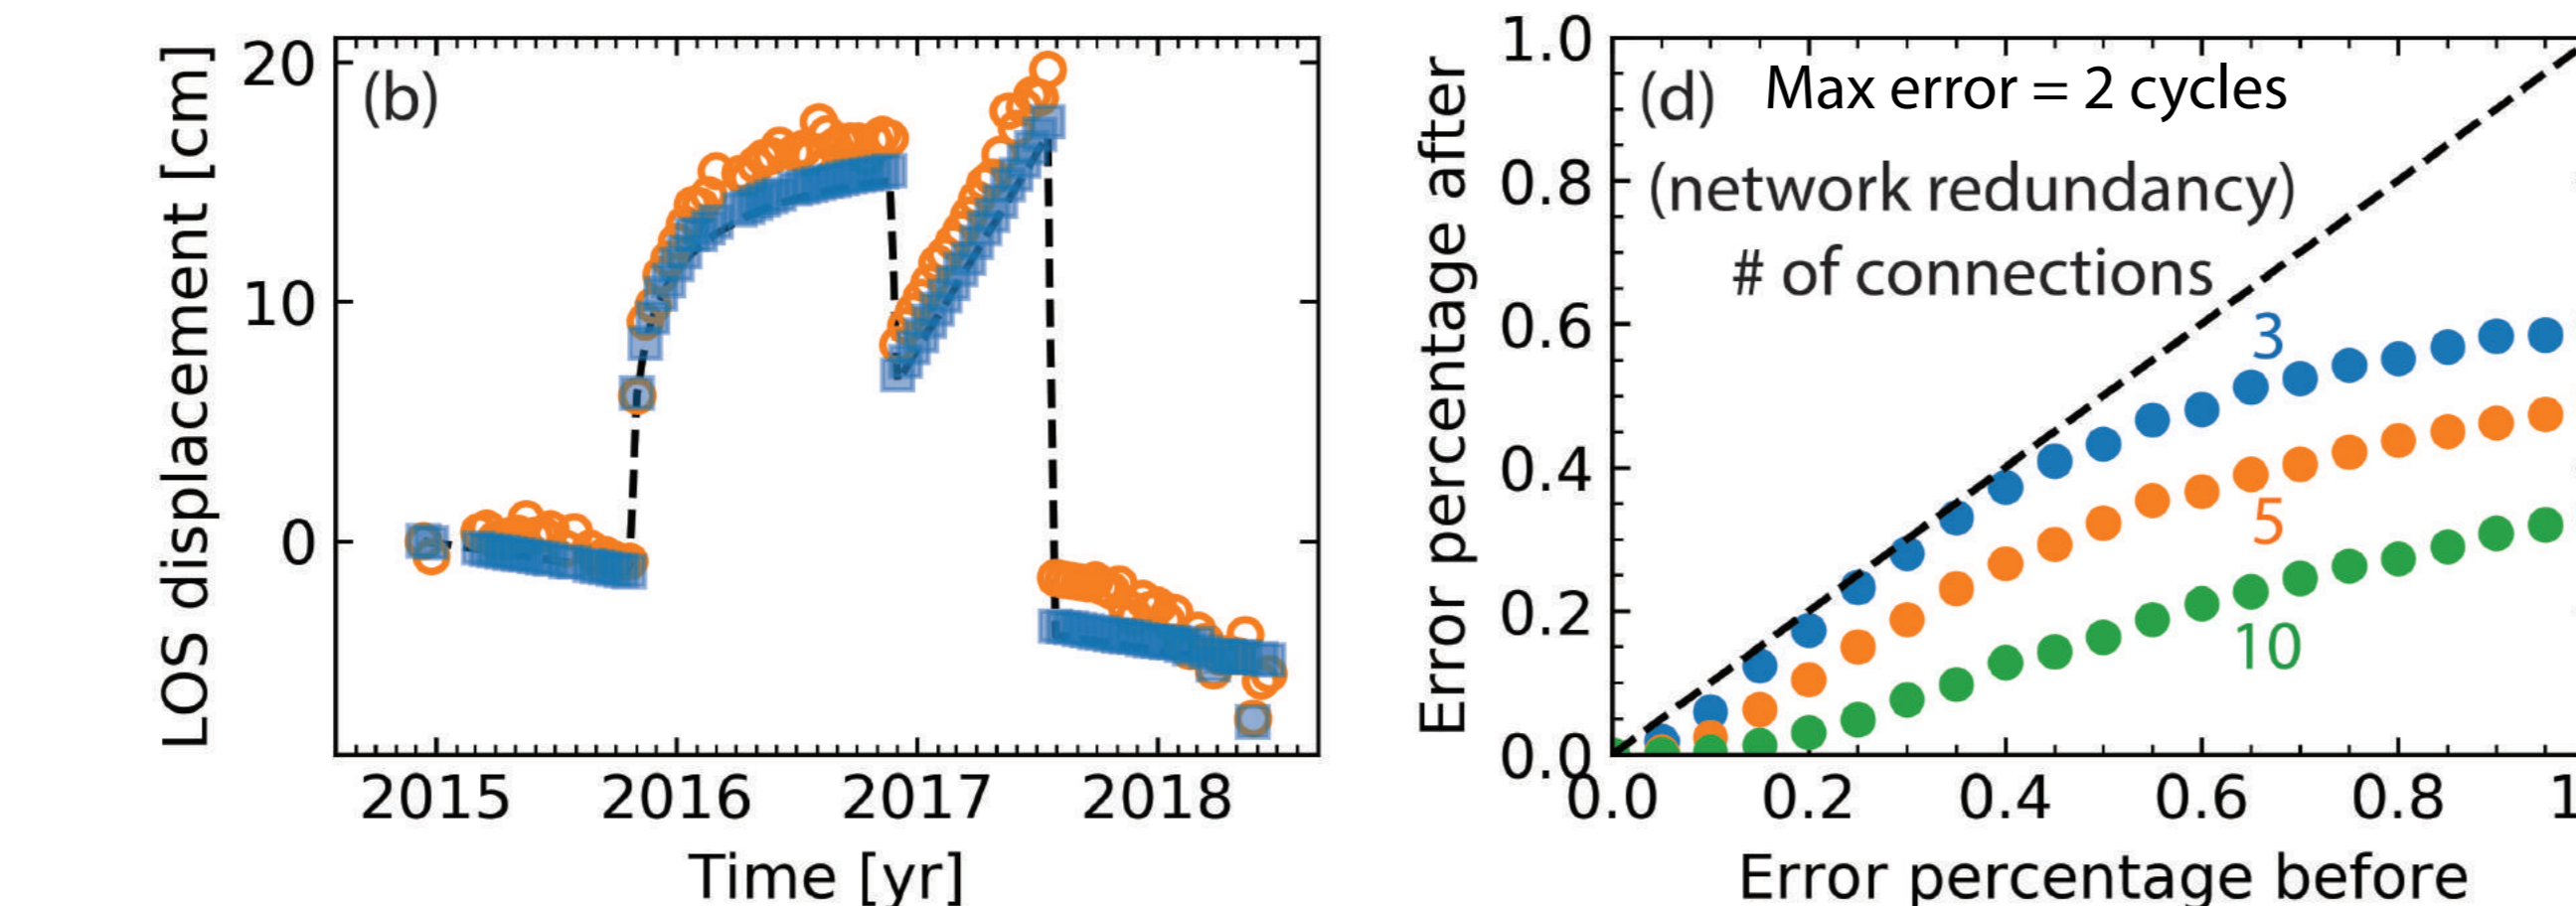 LOS displacement [cm]
20
10
0
(b)
2015 2016 2017 2018
Time [yr]
Error percentage after
1.0
0.8
0.6
0.4
0.2
0.0
(d) Max error = 2 cycles
(network redundancy)
# of connections
3
5
10
0.0 0.2 0.4 0.6 0.8 1
Error percentage before